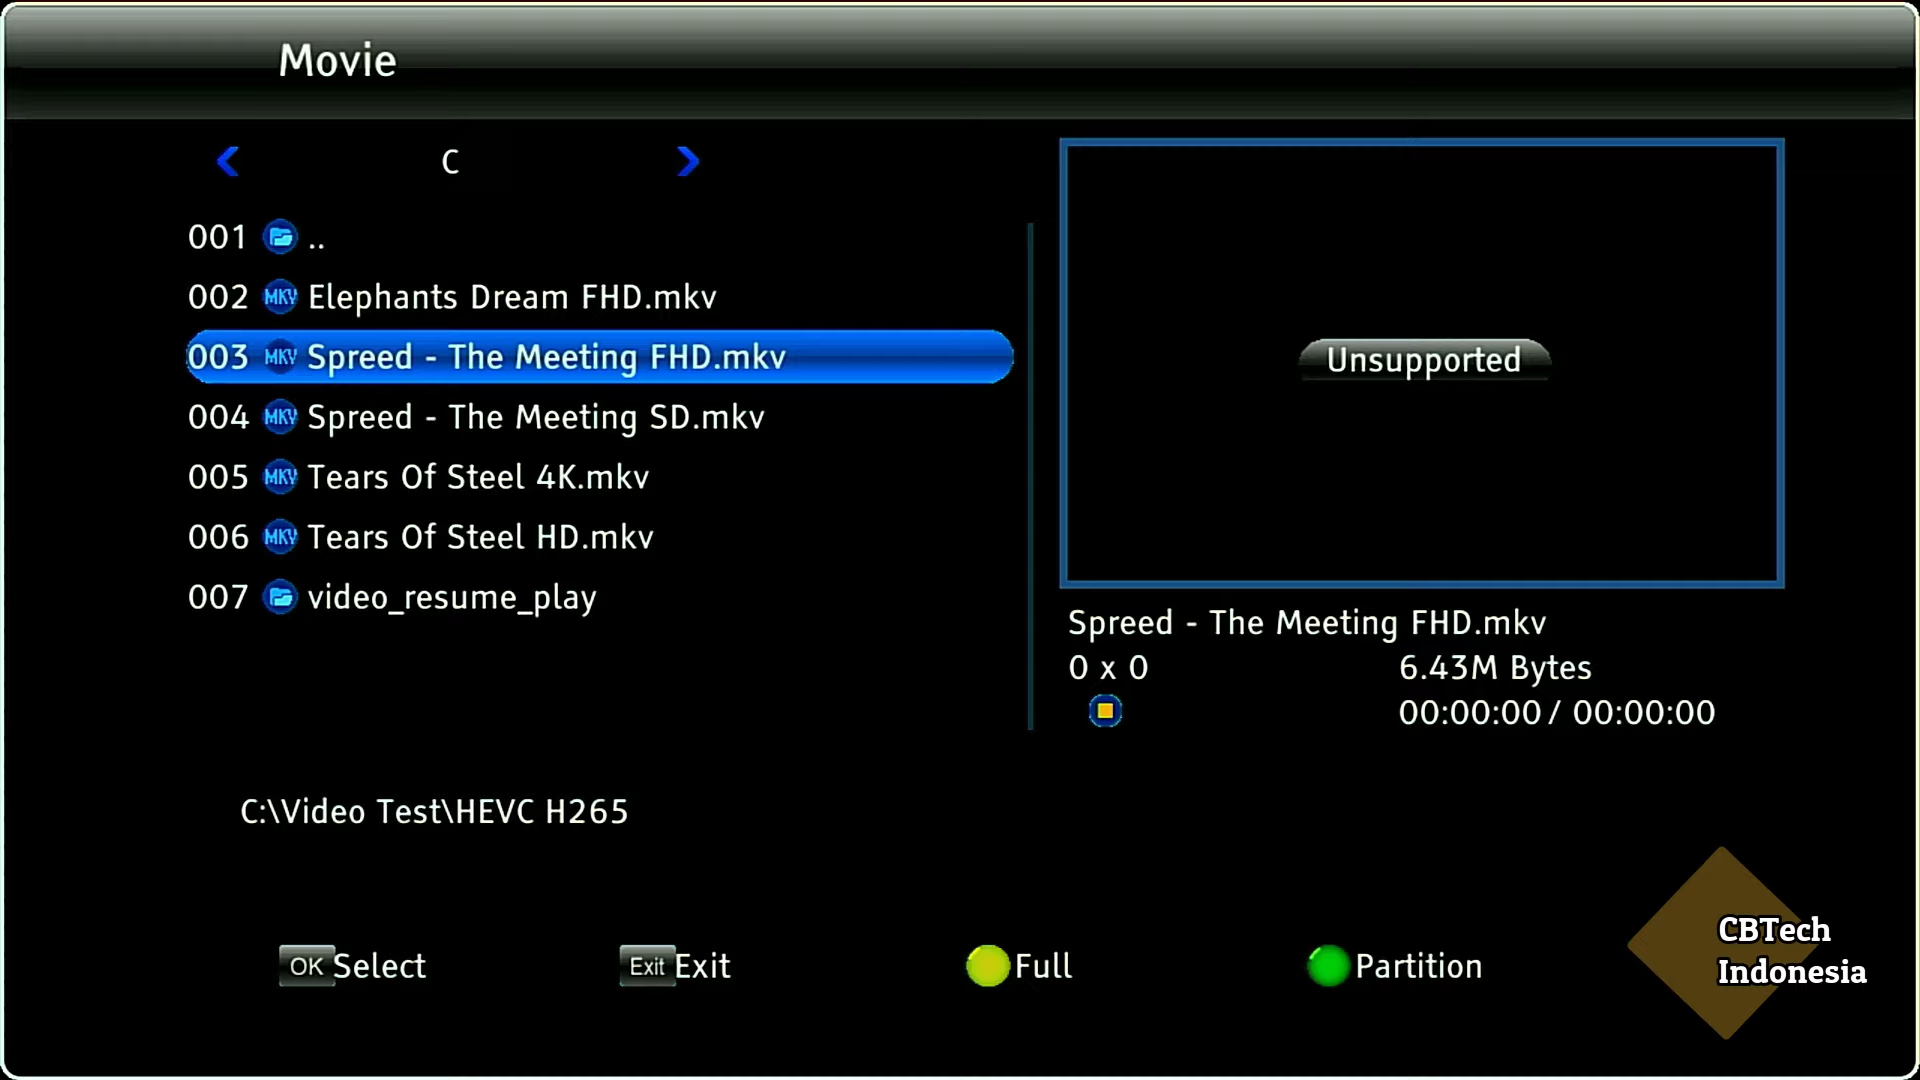 Movie
C
001 ..
002 MKV Elephants Dream FHD.mkv
003 MKV Spreed - The Meeting FHD.mkv
004 MKV Spreed - The Meeting SD.mkv
005 MKV Tears Of Steel 4K.mkv
006 MKV Tears Of Steel HD.mkv
007 video_resume_play
Unsupported
Spreed - The Meeting FHD.mkv
0 x 0 6.43M Bytes
00:00:00 / 00:00:00
C:\Video Test\HEVC H265
OK Select Exit Exit Full Partition
CBTech
Indonesia